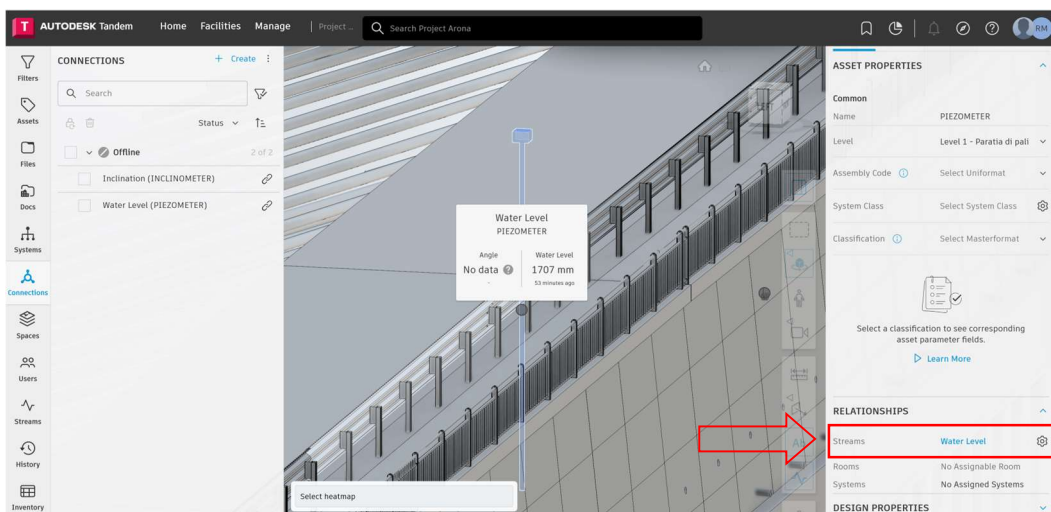 T AUTODESK Tandem Home Facilities Manage Project ... Search Project Arona RM
Filters
Assets
Files
Docs
Systems
Connections
Spaces
Users
Streams
History
Inventory
CONNECTIONS + Create
Search
Status
Offline 2 of 2
Inclination (INCLINOMETER)
Water Level (PIEZOMETER)
Water Level
PIEZOMETER
Angle Water Level
No data 1707 mm
- 53 minutes ago
Select heatmap
ASSET PROPERTIES
Common
Name PIEZOMETER
Level Level 1 - Paratia di pali
Assembly Code Select Uniformat
System Class Select System Class
Classification Select Masterformat
Select a classification to see corresponding
asset parameter fields.
Learn More
RELATIONSHIPS
Streams Water Level
Rooms No Assignable Room
Systems No Assigned Systems
DESIGN PROPERTIES